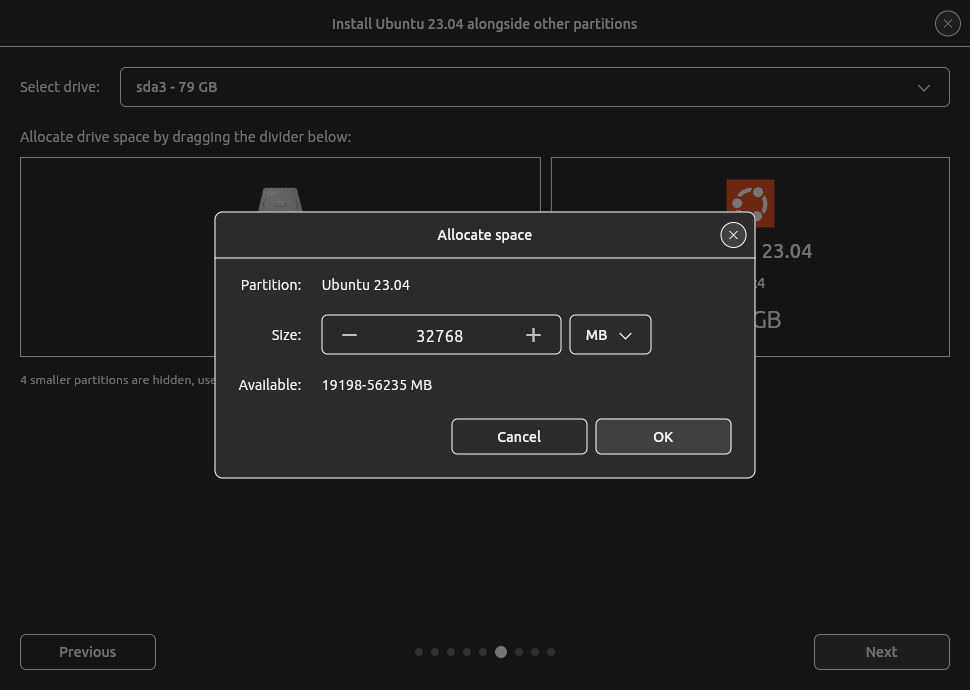 Install Ubuntu 23.04 alongside other partitions
Select drive: sda3 - 79 GB
Allocate drive space by dragging the divider below:
23.04
GB
4 smaller partitions are hidden, use
Allocate space
Partition: Ubuntu 23.04
Size: 32768 MB
Available: 19198-56235 MB
Cancel OK
Previous Next